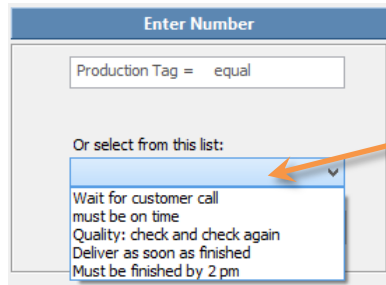 Enter Number
Production Tag = equal
Or select from this list:
Wait for customer call
must be on time
Quality: check and check again
Deliver as soon as finished
Must be finished by 2 pm